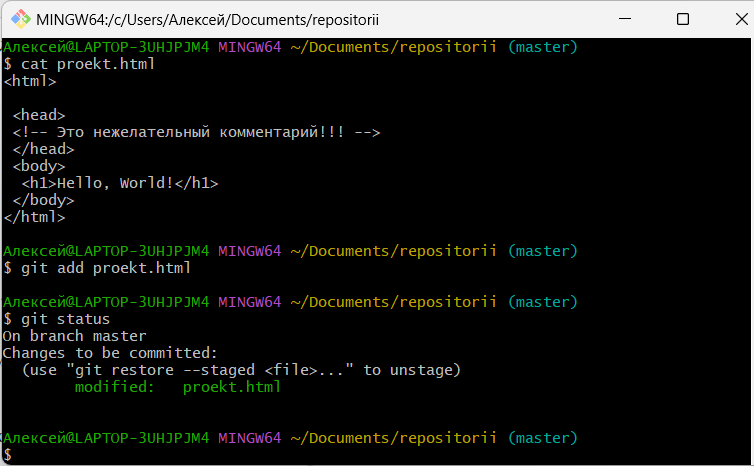 MINGW64:/c/Users/Алексей/Documents/repositorii
Алексей@LAPTOP-3UHJPJM4 MINGW64 ~/Documents/repositorii (master)
$ cat proekt.html
<html>
<head>
<!-- Это нежелательный комментарий!!! -->
</head>
<body>
<h1>Hello, World!</h1>
</body>
</html>
Алексей@LAPTOP-3UHJPJM4 MINGW64 ~/Documents/repositorii (master)
$ git add proekt.html
Алексей@LAPTOP-3UHJPJM4 MINGW64 ~/Documents/repositorii (master)
$ git status
On branch master
Changes to be committed:
(use "git restore --staged <file>..." to unstage)
modified:   proekt.html
Алексей@LAPTOP-3UHJPJM4 MINGW64 ~/Documents/repositorii (master)
$